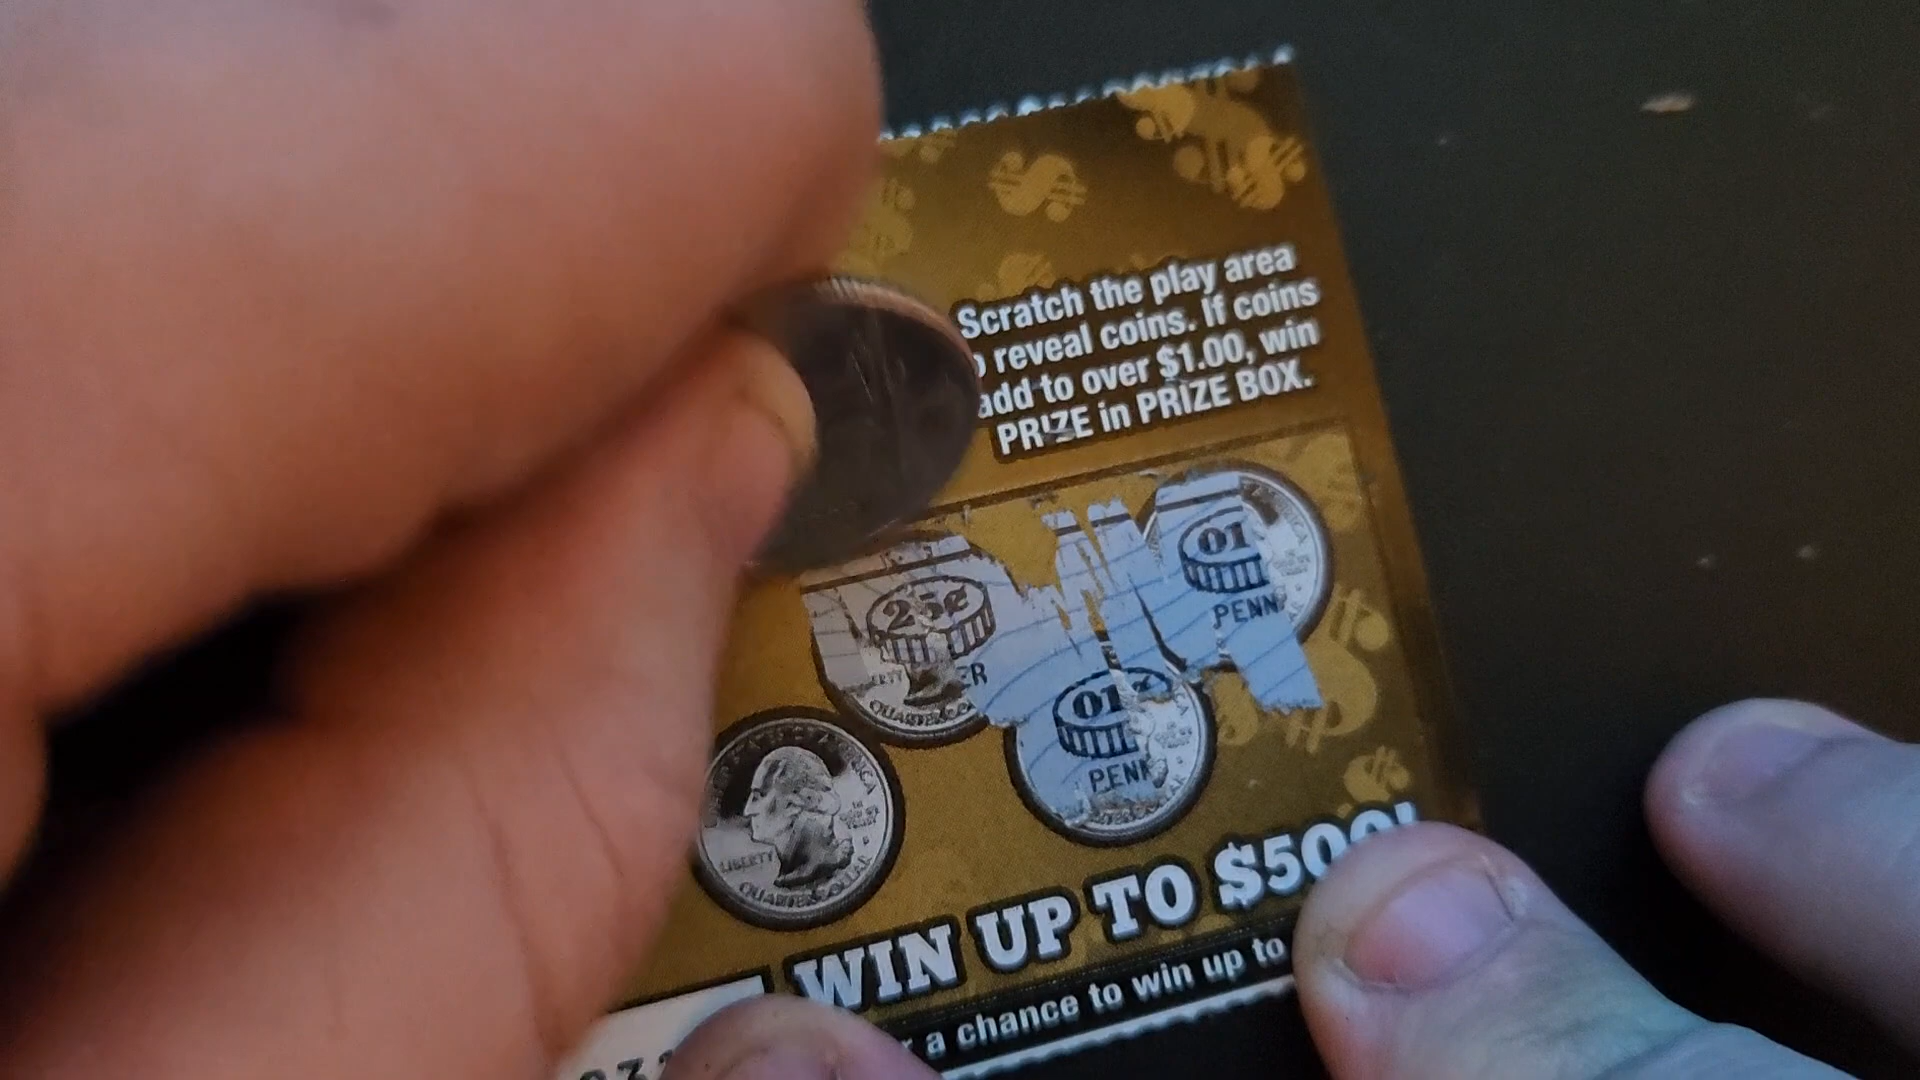 Scratch the play area
reveal coins. If coins
add to over $1.00, win
PRIZE in PRIZE BOX.
01
PENN
25¢
01¢
PENN
LIBERTY
QUARTER DOLLAR
WIN UP TO $500!
a chance to win up to